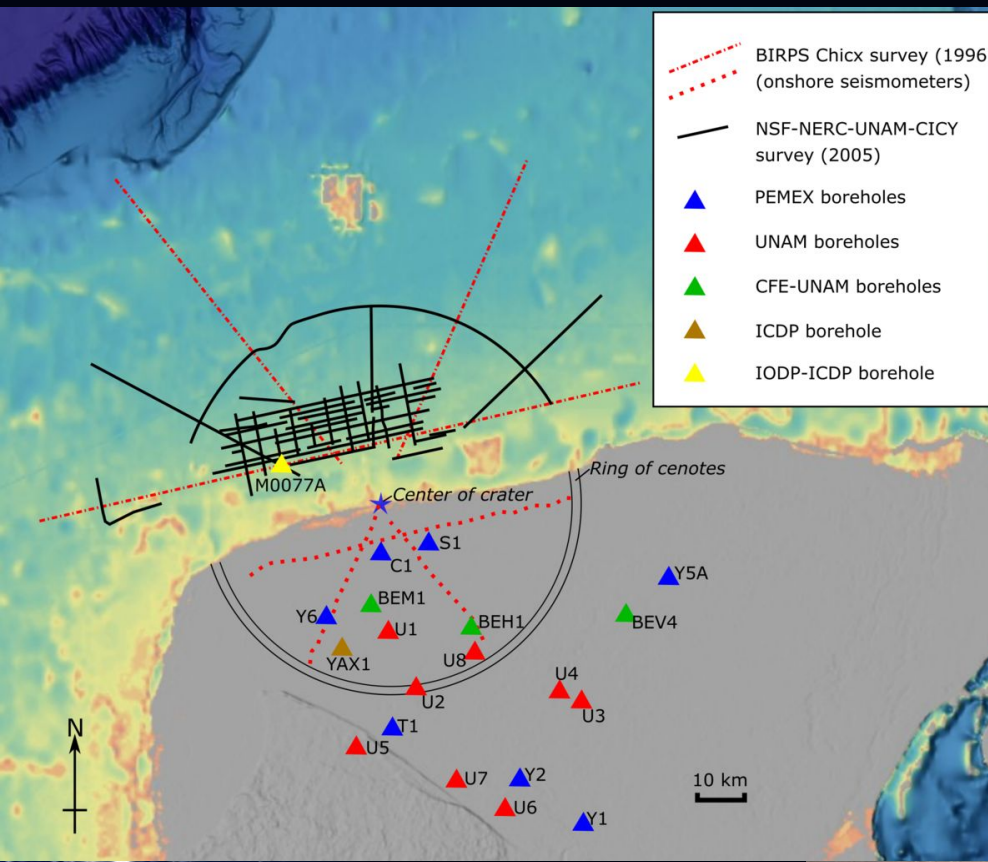 BIRPS Chicx survey (1996
(onshore seismometers)
NSF-NERC-UNAM-CICY
survey (2005)
PEMEX boreholes
UNAM boreholes
CFE-UNAM boreholes
ICDP borehole
IODP-ICDP borehole
Ring of cenotes
M0077A
Center of crater
S1
C1
Y5A
BEM1
Y6
BEV4
U1
BEH1
YAX1
U8
U4
U2
U3
T1
N
U5
U7
Y2
10 km
U6
Y1